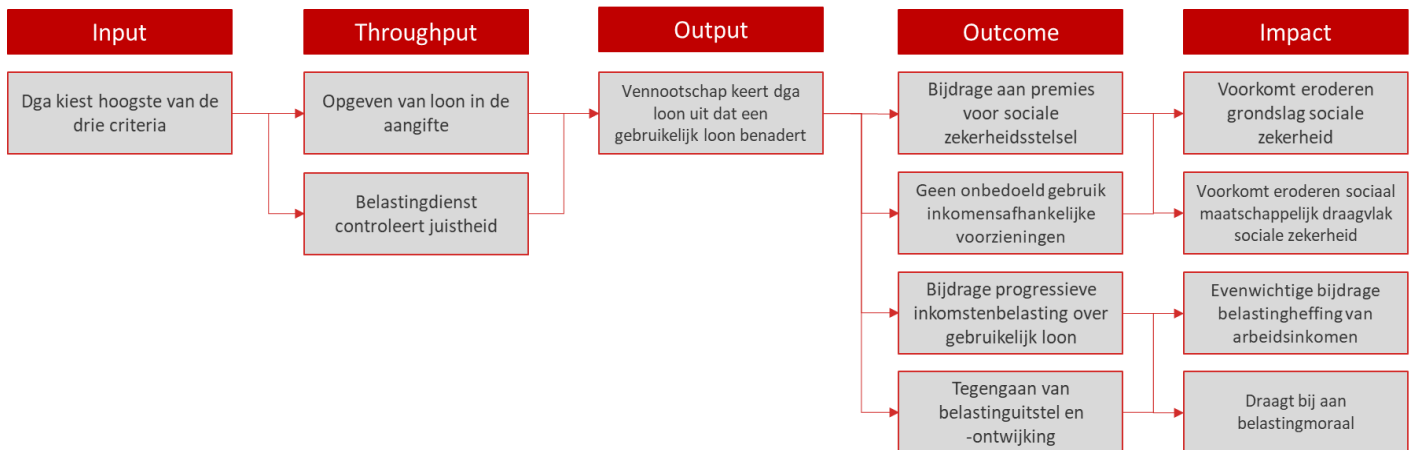 Input
Throughput
Output
Outcome
Impact
Dga kiest hoogste van de
drie criteria
Opgeven van loon in de
aangifte
Belastingdienst
controleert juistheid
Vennootschap keert dga
loon uit dat een
gebruikelijk loon benadert
Bijdrage aan premies
voor sociale
zekerheidsstelsel
Geen onbedoeld gebruik
inkomensafhankelijke
voorzieningen
Bijdrage progressieve
inkomstenbelasting over
gebruikelijk loon
Tegengaan van
belastinguitstel en
-ontwijking
Voorkomt eroderen
grondslag sociale
zekerheid
Voorkomt eroderen sociaal
maatschappelijk draagvlak
sociale zekerheid
Evenwichtige bijdrage
belastingheffing van
arbeidsinkomen
Draagt bij aan
belastingmoraal